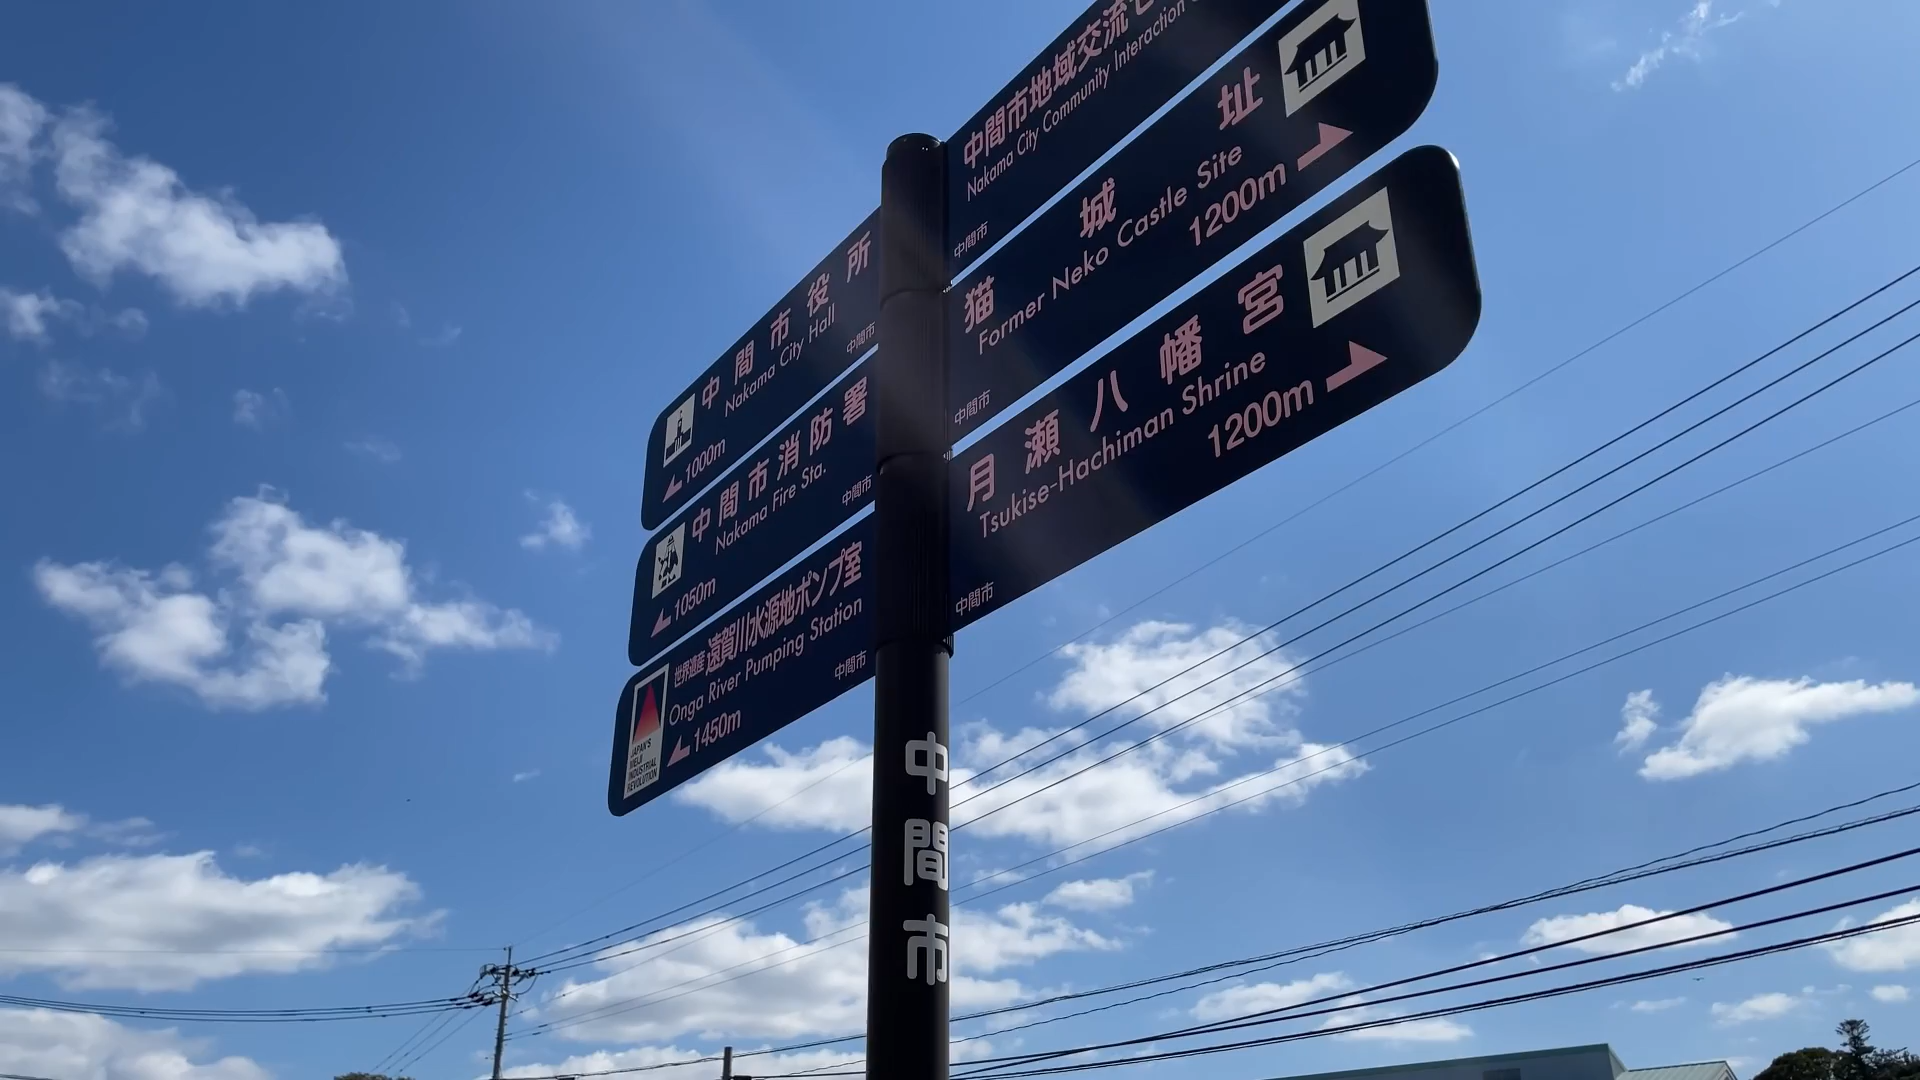 中間市地域交流セ
Nakama City Community Interaction
中間市
猫城址
Former Neko Castle Site
1200m
中間市
月瀬八幡宮
Tsukise-Hachiman Shrine
1200m
中間市
中間市役所
Nakama City Hall
1000m
中間市
中間市消防署
Nakama Fire Sta.
1050m
中間市
世界遺産 遠賀川水源地ポンプ室
Onga River Pumping Station
1450m
中間市
JAPAN'S
MEIJI
INDUSTRIAL
REVOLUTION
中間市